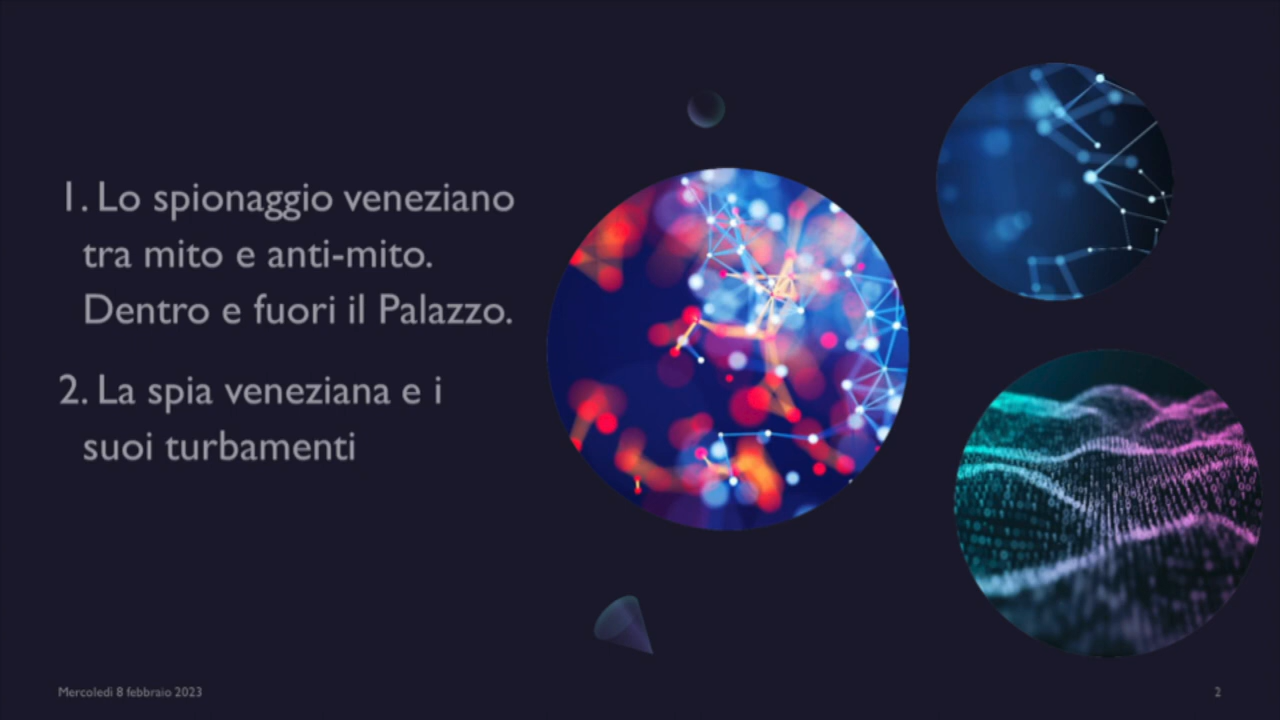 1. Lo spionaggio veneziano
tra mito e anti-mito.
Dentro e fuori il Palazzo.
2. La spia veneziana e i
suoi turbamenti
Mercoledì 8 febbraio 2023
2